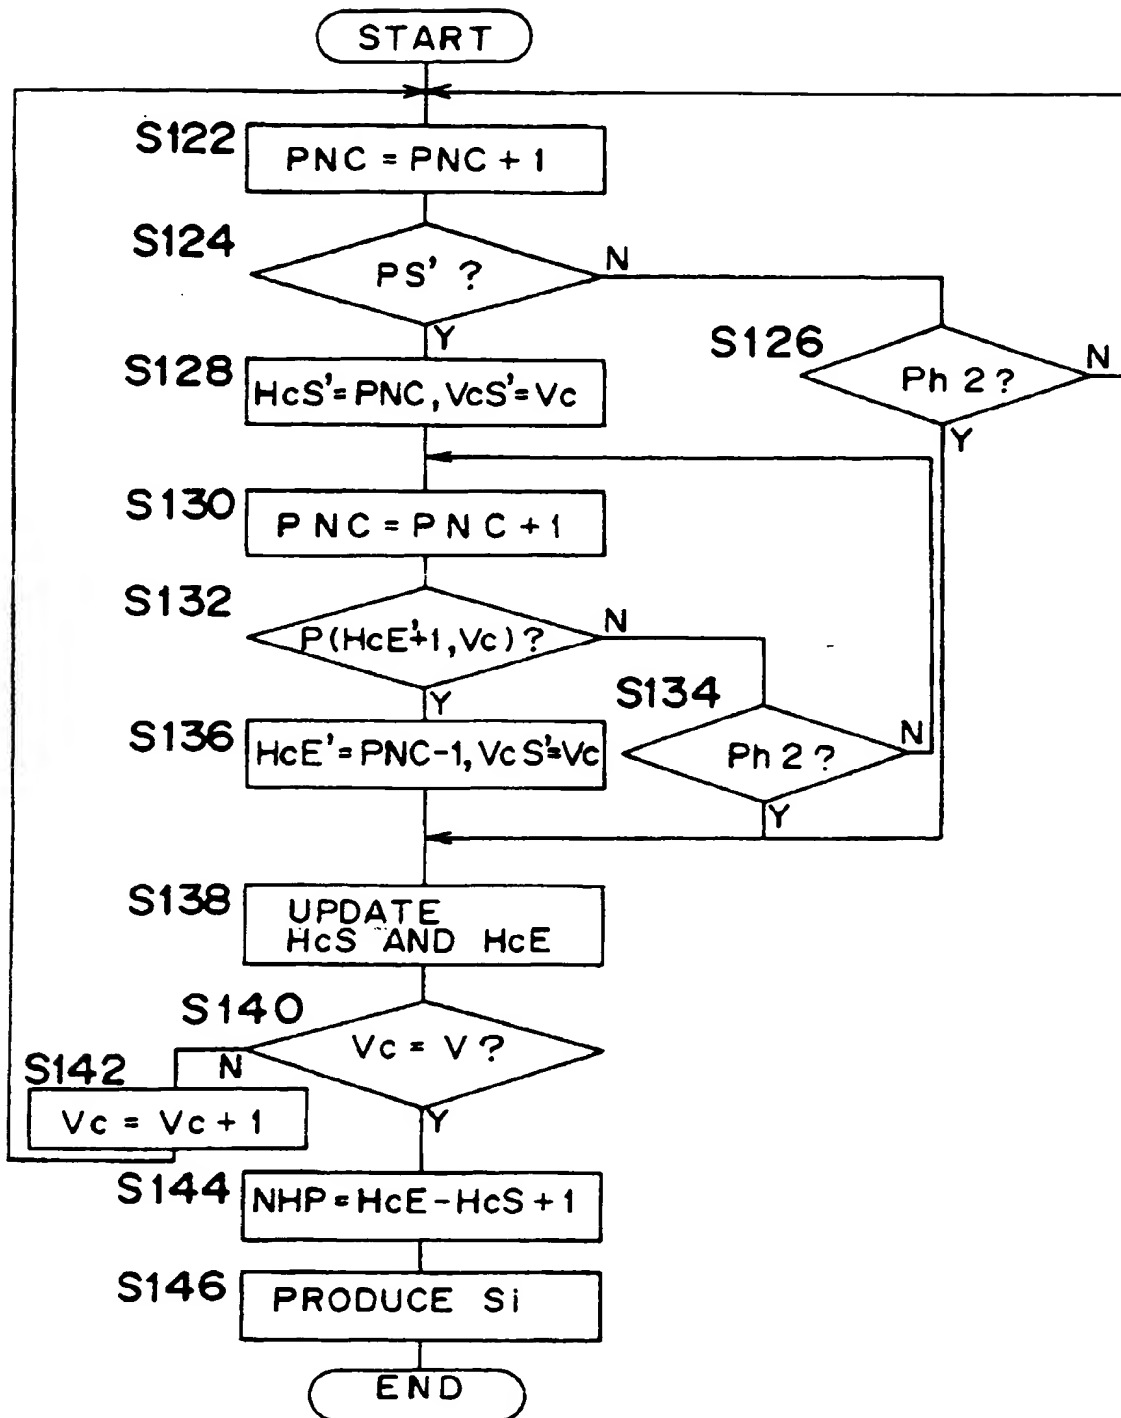 START
S122
PNC = PNC + 1
S124
PS' ?
N
Y
S126
Ph 2 ?
N
Y
S128
HcS' = PNC, VcS' = Vc
S130
PNC = PNC + 1
S132
P(HcE'+1, Vc) ?
N
Y
S134
Ph 2 ?
N
Y
S136
HcE' = PNC-1, VcS' = Vc
S138
UPDATE
HcS AND HcE
S140
Vc = V ?
N
Y
S142
Vc = Vc + 1
S144
NHP = HcE - HcS + 1
S146
PRODUCE Si
END